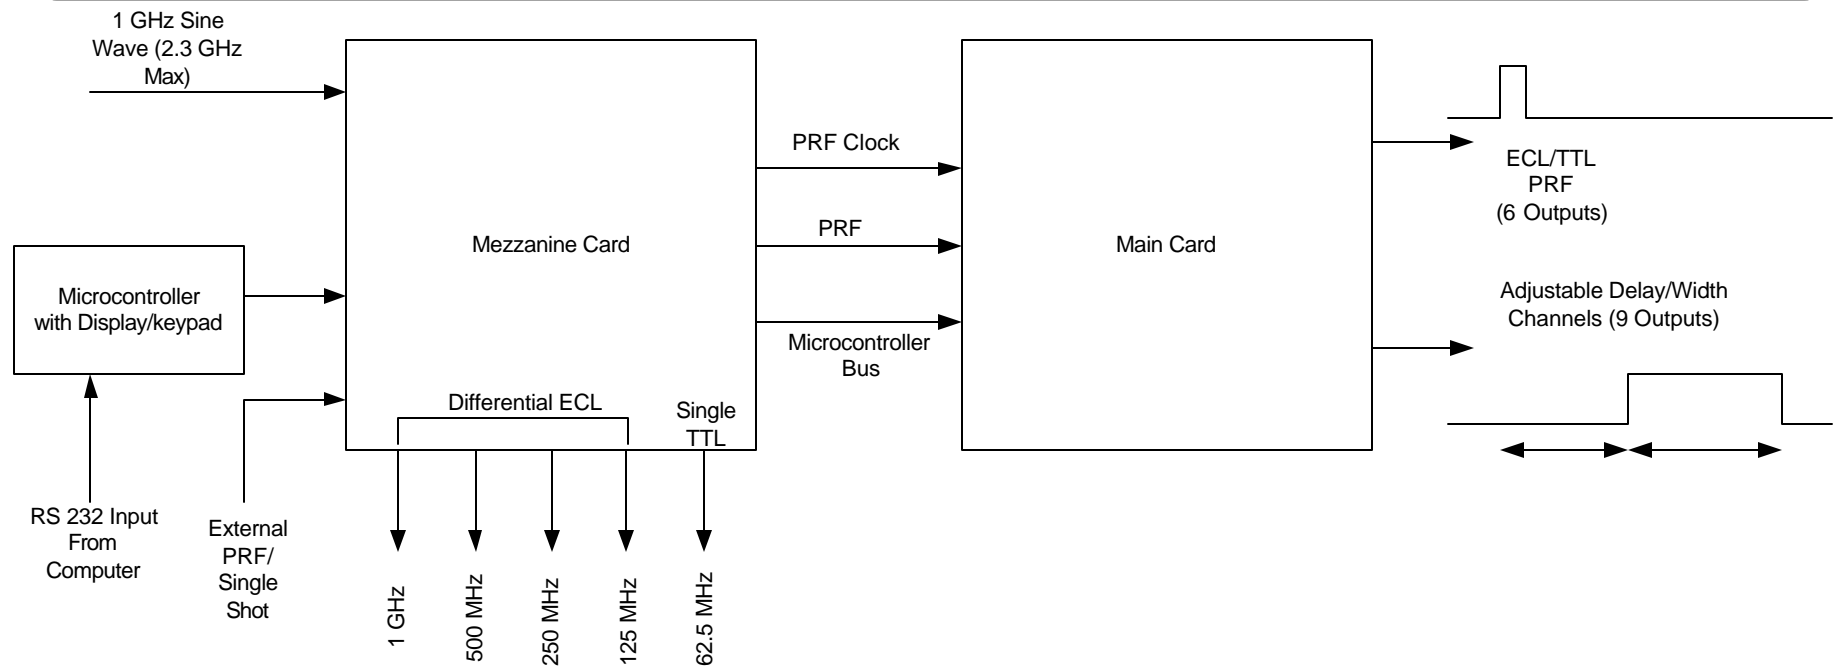 1 GHz Sine
Wave (2.3 GHz
Max)
PRF Clock
PRF
Mezzanine Card
Main Card
Microcontroller
Bus
Microcontroller
with Display/keypad
Differential ECL
Single
TTL
RS 232 Input
From
Computer
External
PRF/
Single
Shot
1 GHz
500 MHz
250 MHz
125 MHz
62.5 MHz
ECL/TTL
PRF
(6 Outputs)
Adjustable Delay/Width
Channels (9 Outputs)